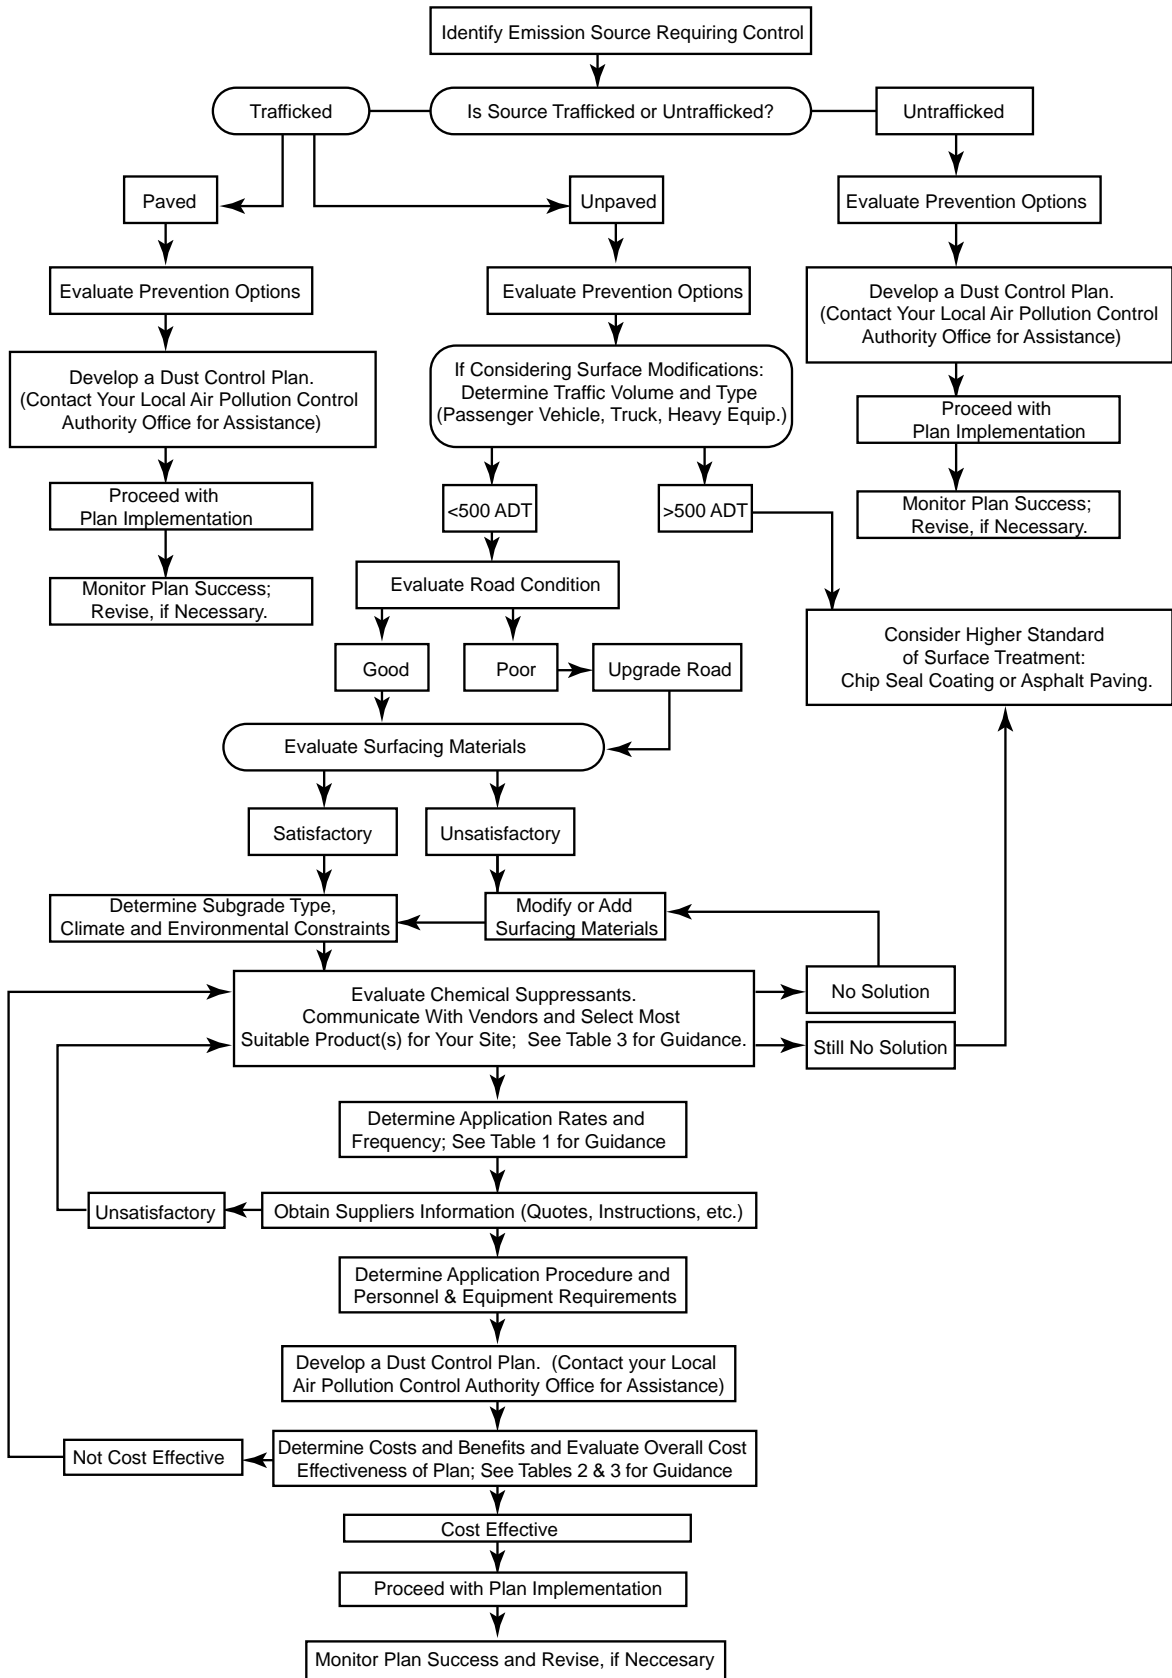 Identify Emission Source Requiring Control
Trafficked
Is Source Trafficked or Untrafficked?
Untrafficked
Paved
Unpaved
Evaluate Prevention Options
Evaluate Prevention Options
Evaluate Prevention Options
Develop a Dust Control Plan.
(Contact Your Local Air Pollution Control
Authority Office for Assistance)
Develop a Dust Control Plan.
(Contact Your Local Air Pollution Control
Authority Office for Assistance)
If Considering Surface Modifications:
Determine Traffic Volume and Type
(Passenger Vehicle, Truck, Heavy Equip.)
Proceed with
Plan Implementation
Proceed with
Plan Implementation
<500 ADT
>500 ADT
Monitor Plan Success;
Revise, if Necessary.
Monitor Plan Success;
Revise, if Necessary.
Evaluate Road Condition
Consider Higher Standard
of Surface Treatment:
Chip Seal Coating or Asphalt Paving.
Good
Poor
Upgrade Road
Evaluate Surfacing Materials
Satisfactory
Unsatisfactory
Determine Subgrade Type,
Climate and Environmental Constraints
Modify or Add
Surfacing Materials
Evaluate Chemical Suppressants.
Communicate With Vendors and Select Most
Suitable Product(s) for Your Site; See Table 3 for Guidance.
No Solution
Still No Solution
Determine Application Rates and
Frequency; See Table 1 for Guidance
Unsatisfactory
Obtain Suppliers Information (Quotes, Instructions, etc.)
Determine Application Procedure and
Personnel & Equipment Requirements
Develop a Dust Control Plan. (Contact your Local
Air Pollution Control Authority Office for Assistance)
Not Cost Effective
Determine Costs and Benefits and Evaluate Overall Cost
Effectiveness of Plan; See Tables 2 & 3 for Guidance
Cost Effective
Proceed with Plan Implementation
Monitor Plan Success and Revise, if Neccesary